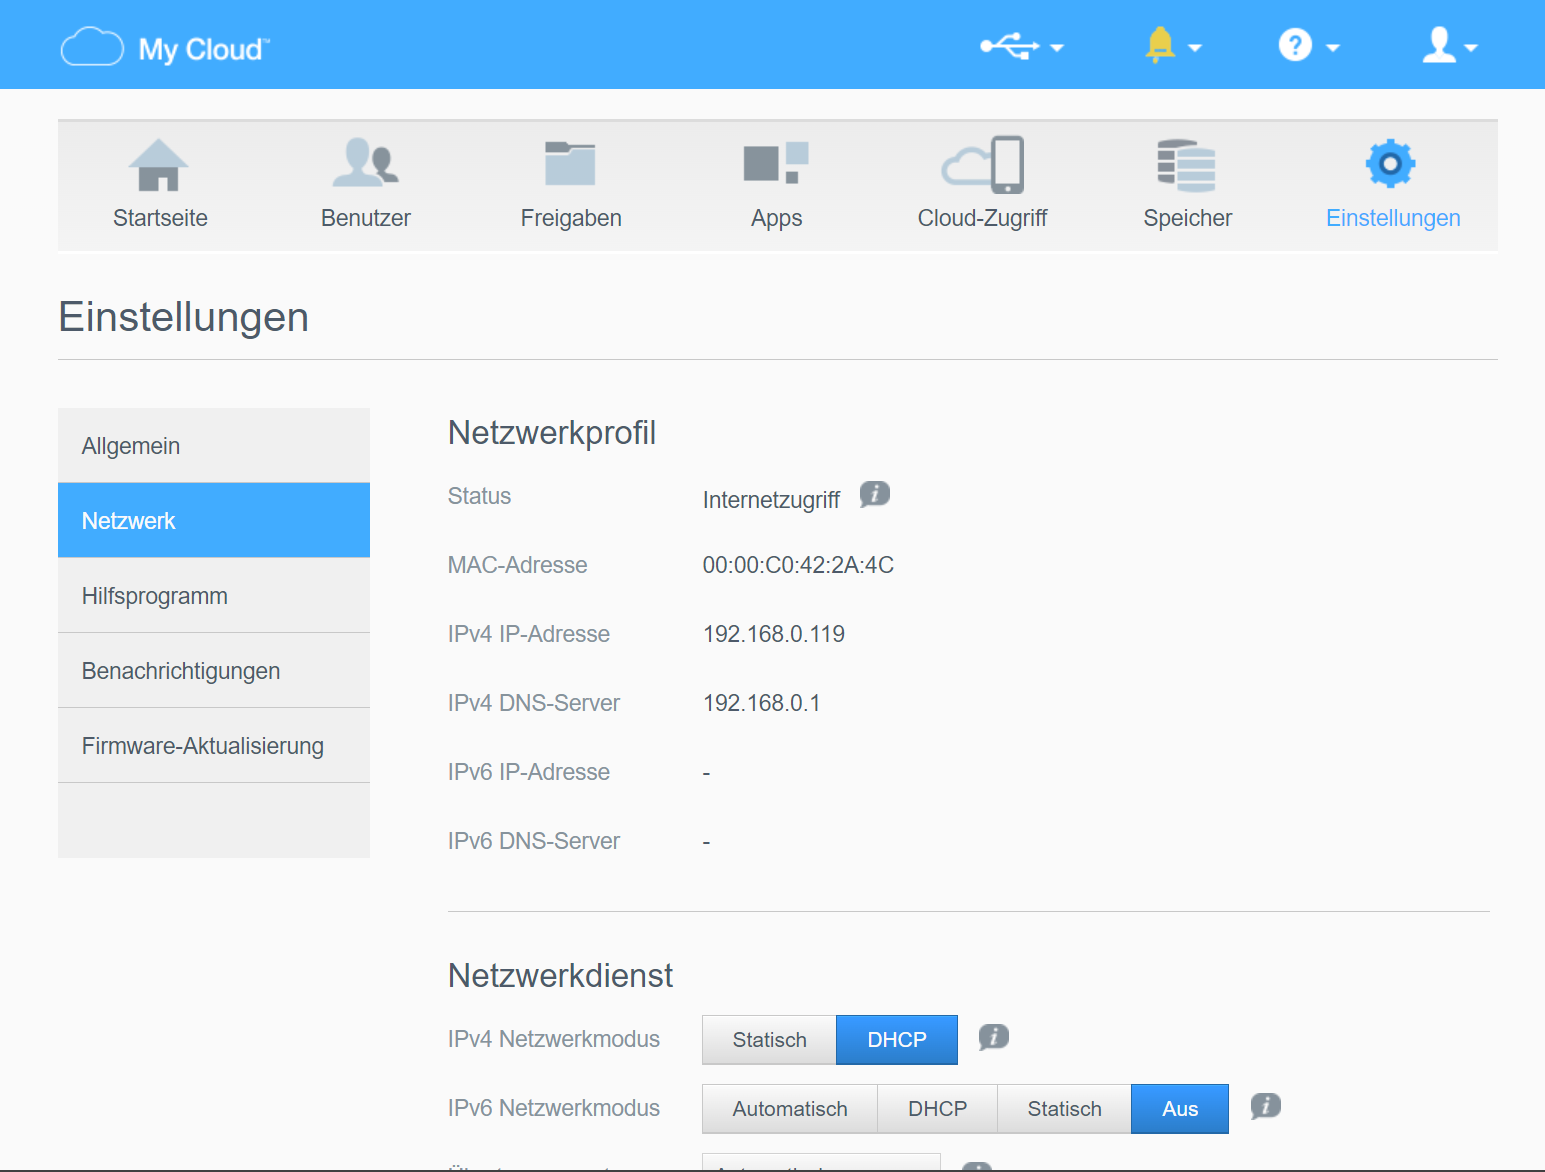 My Cloud™
Startseite
Benutzer
Freigaben
Apps
Cloud-Zugriff
Speicher
Einstellungen
Einstellungen
Allgemein
Netzwerk
Hilfsprogramm
Benachrichtigungen
Firmware-Aktualisierung
Netzwerkprofil
Status Internetzugriff
MAC-Adresse 00:00:C0:42:2A:4C
IPv4 IP-Adresse 192.168.0.119
IPv4 DNS-Server 192.168.0.1
IPv6 IP-Adresse -
IPv6 DNS-Server -
Netzwerkdienst
IPv4 Netzwerkmodus Statisch DHCP
IPv6 Netzwerkmodus Automatisch DHCP Statisch Aus